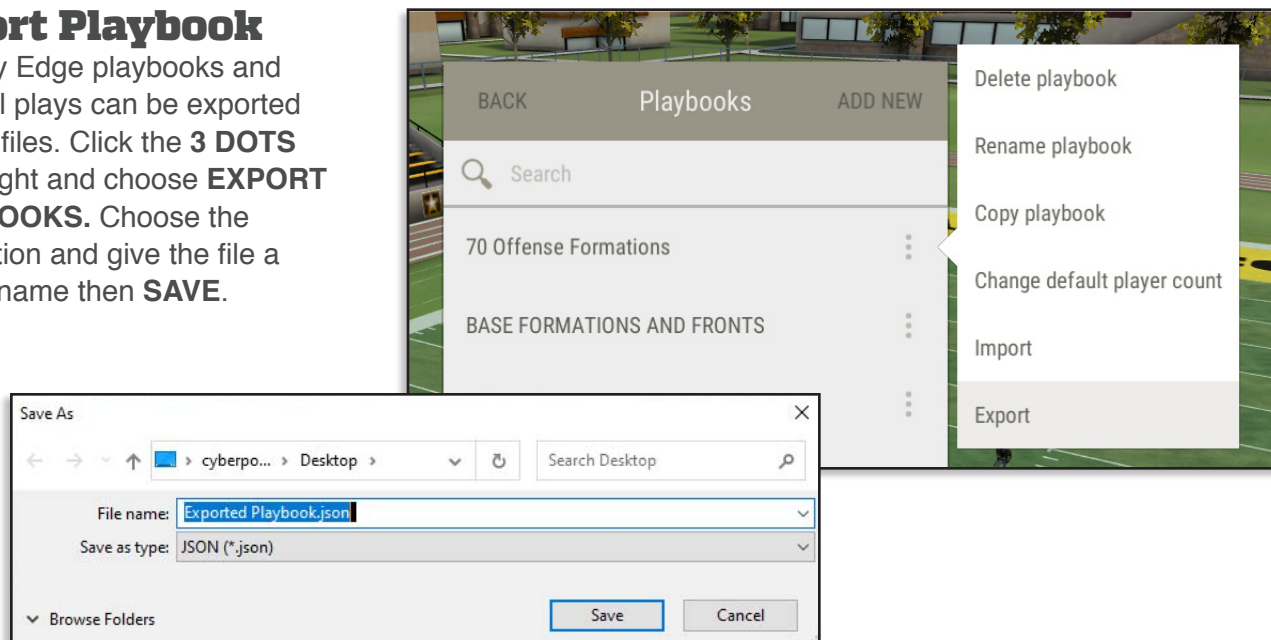 ort Playbook
y Edge playbooks and
l plays can be exported
files. Click the 3 DOTS
ght and choose EXPORT
OOKS. Choose the
tion and give the file a
name then SAVE.
BACK Playbooks ADD NEW
Search
70 Offense Formations
BASE FORMATIONS AND FRONTS
Delete playbook
Rename playbook
Copy playbook
Change default player count
Import
Export
Save As
cyberpo... > Desktop >
Search Desktop
File name: Exported Playbook.json
Save as type: JSON (*.json)
Browse Folders
Save Cancel